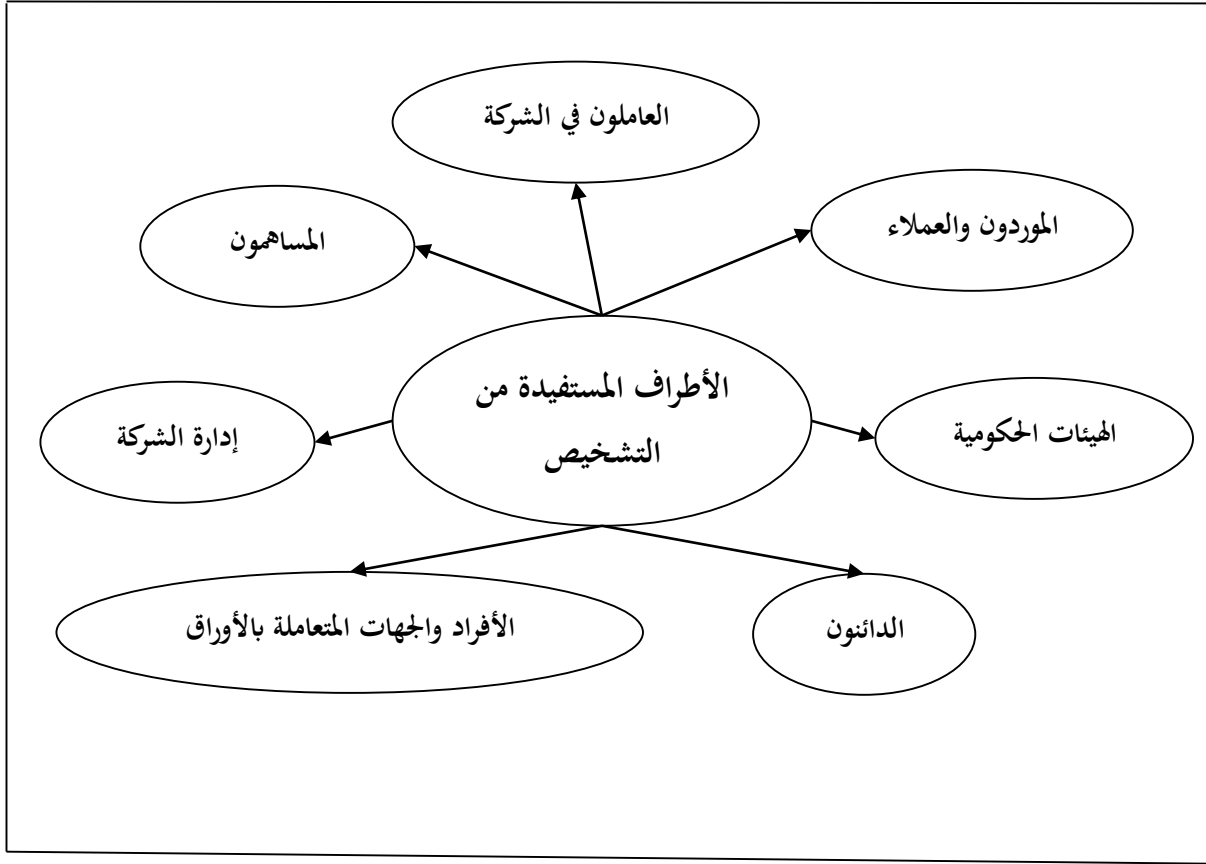 العاملون في الشركة
الموردون والعملاء
المساهمون
الأطراف المستفيدة من
التشخيص
الهيئات الحكومية
إدارة الشركة
الأفراد والجهات المتعاملة بالأوراق
الدائنون